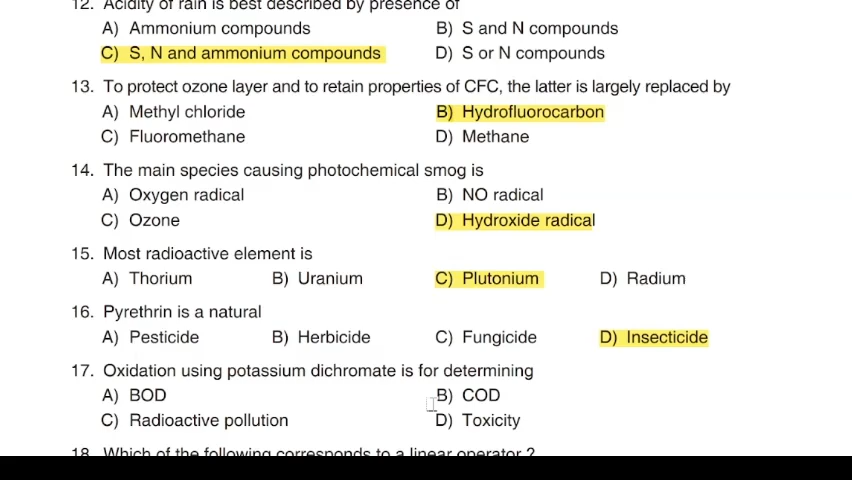 12. Acidity of rain is best described by presence of
A) Ammonium compounds B) S and N compounds
C) S, N and ammonium compounds D) S or N compounds
13. To protect ozone layer and to retain properties of CFC, the latter is largely replaced by
A) Methyl chloride B) Hydrofluorocarbon
C) Fluoromethane D) Methane
14. The main species causing photochemical smog is
A) Oxygen radical B) NO radical
C) Ozone D) Hydroxide radical
15. Most radioactive element is
A) Thorium B) Uranium C) Plutonium D) Radium
16. Pyrethrin is a natural
A) Pesticide B) Herbicide C) Fungicide D) Insecticide
17. Oxidation using potassium dichromate is for determining
A) BOD B) COD
C) Radioactive pollution D) Toxicity
18. Which of the following corresponds to a linear operator ?